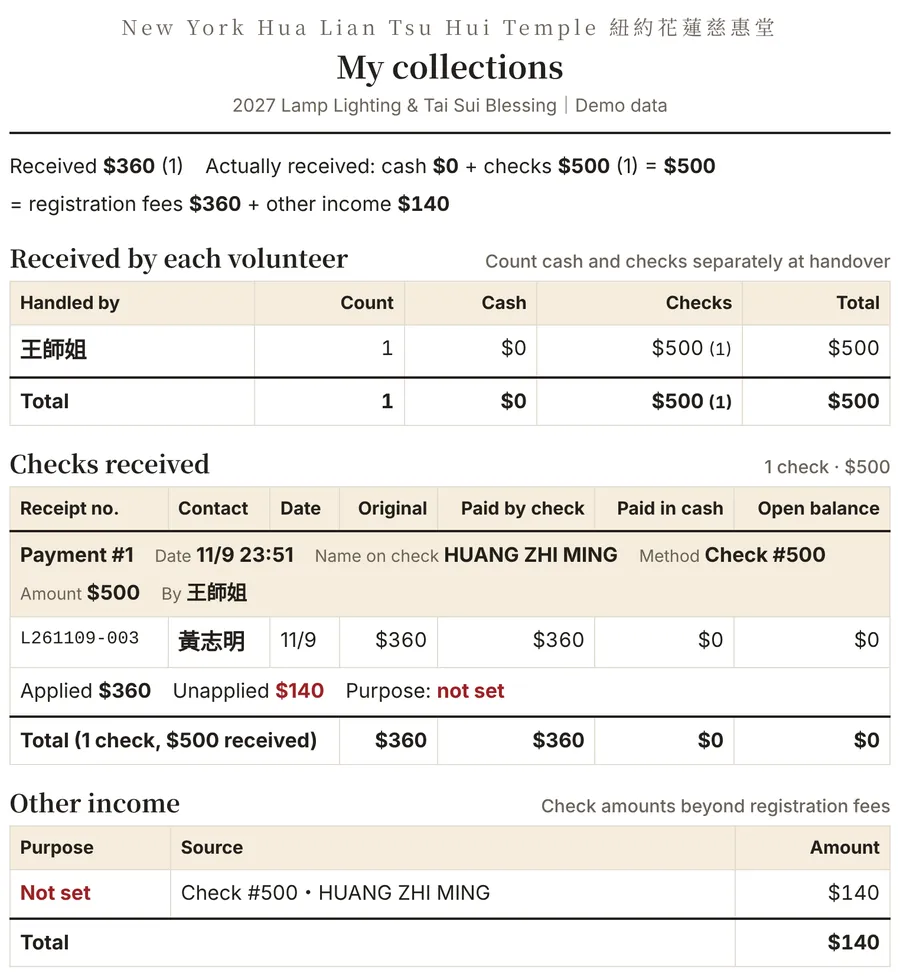 New York Hua Lian Tsu Hui Temple 紐約花蓮慈惠堂
My collections
2027 Lamp Lighting & Tai Sui Blessing | Demo data
Received $360 (1) Actually received: cash $0 + checks $500 (1) = $500
= registration fees $360 + other income $140
Received by each volunteer Count cash and checks separately at handover
Handled by Count Cash Checks Total
王師姐 1 $0 $500 (1) $500
Total 1 $0 $500 (1) $500
Checks received 1 check · $500
Receipt no. Contact Date Original Paid by check Paid in cash Open balance
Payment #1 Date 11/9 23:51 Name on check HUANG ZHI MING Method Check #500
Amount $500 By 王師姐
L261109-003 黃志明 11/9 $360 $360 $0 $0
Applied $360 Unapplied $140 Purpose: not set
Total (1 check, $500 received) $360 $360 $0 $0
Other income Check amounts beyond registration fees
Purpose Source Amount
Not set Check #500・HUANG ZHI MING $140
Total $140